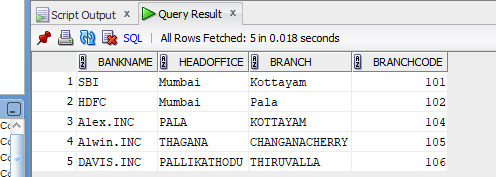 Script Output x Query Result x
SQL | All Rows Fetched: 5 in 0.018 seconds
BANKNAME HEADOFFICE BRANCH BRANCHCODE
1 SBI Mumbai Kottayam 101
2 HDFC Mumbai Pala 102
3 Alex.INC PALA KOTTAYAM 104
4 Alwin.INC THAGANA CHANGANACHERRY 105
5 DAVIS.INC PALLIKATHODU THIRUVALLA 106